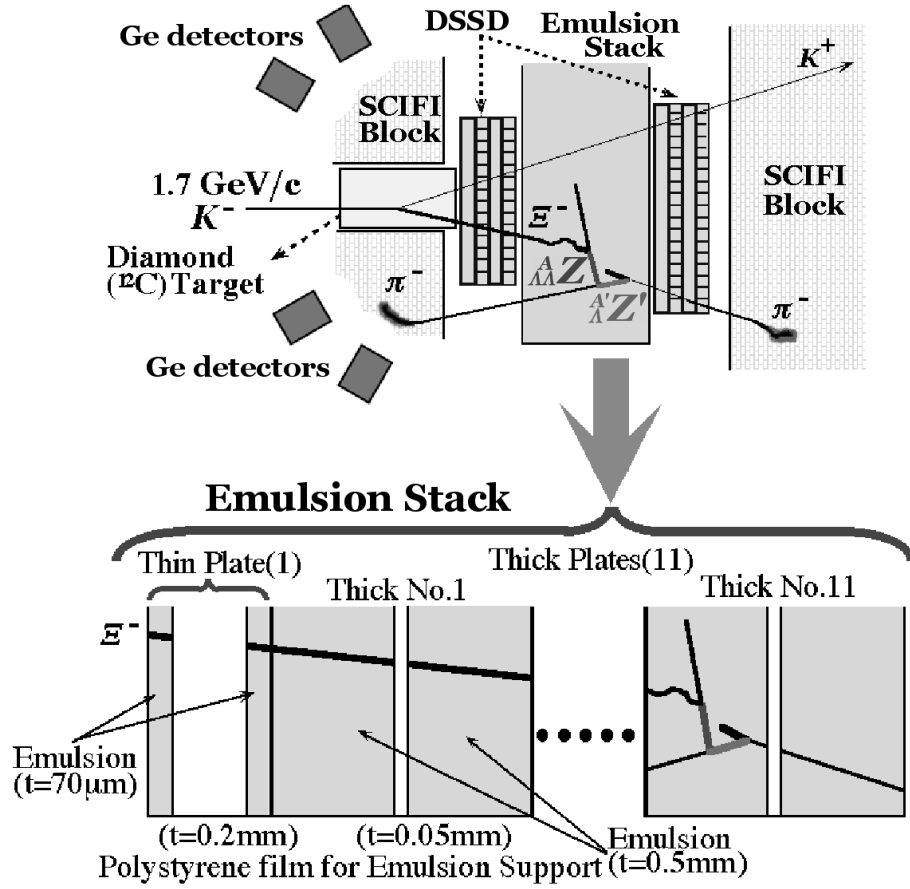 Ge detectors
DSSD
Emulsion
Stack
K⁺
SCIFI
Block
1.7 GeV/c
K⁻
Ξ⁻
SCIFI
Block
Diamond
(¹²C) Target
π⁻
ᴬ_ΛΛ Z
ᴬ'_Λ Z'
π⁻
Ge detectors
Emulsion Stack
Thin Plate(1)
Thick Plates(11)
Thick No.1
Thick No.11
Ξ⁻
Emulsion
(t=70μm)
(t=0.2mm)
(t=0.05mm)
Emulsion
(t=0.5mm)
Polystyrene film for Emulsion Support